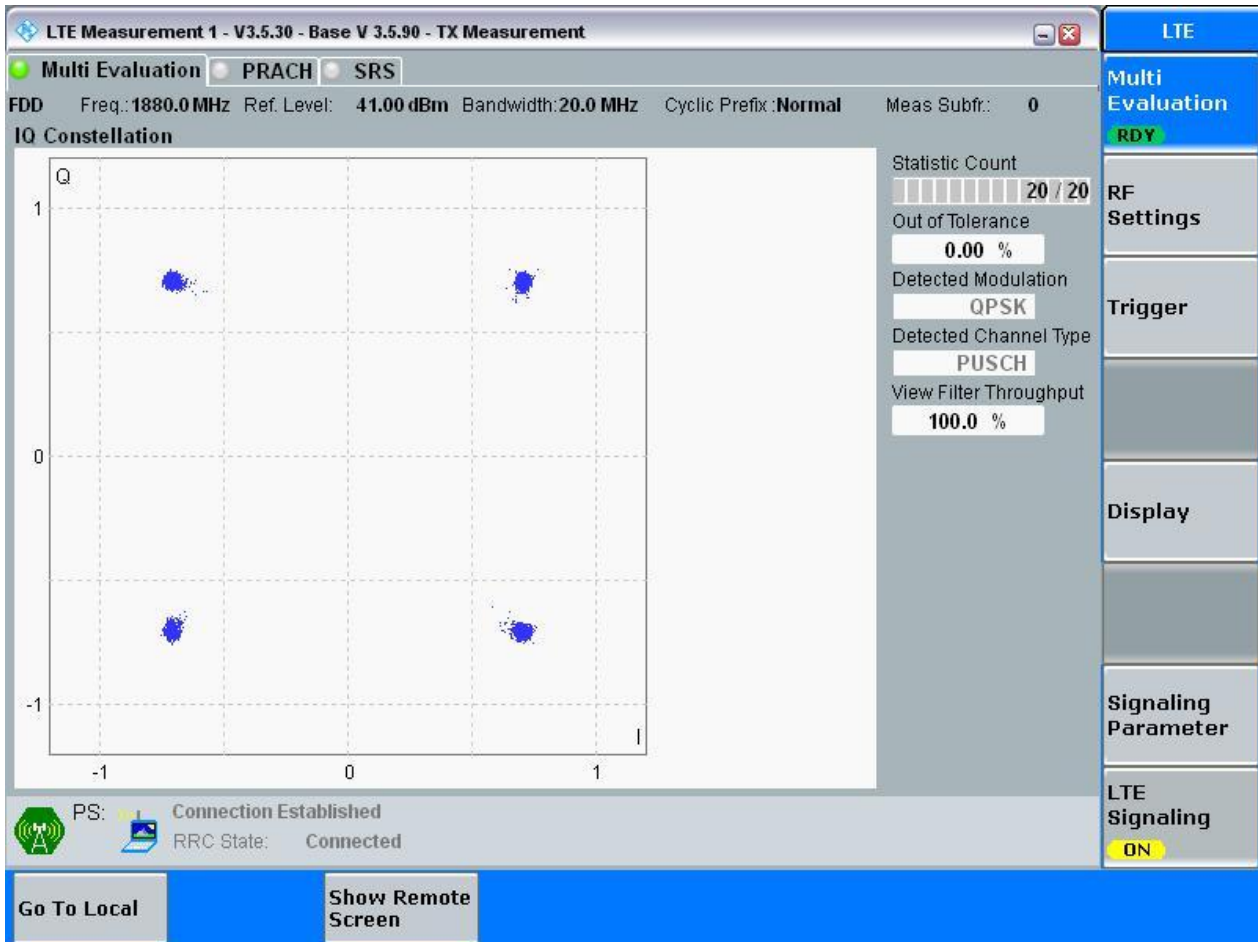 LTE Measurement 1 - V3.5.30 - Base V 3.5.90 - TX Measurement
LTE
Multi Evaluation PRACH SRS
FDD Freq.: 1880.0 MHz Ref. Level: 41.00 dBm Bandwidth: 20.0 MHz Cyclic Prefix : Normal Meas Subfr.: 0
IQ Constellation
Q
1
0
-1
I
-1 0 1
Statistic Count
20 / 20
Out of Tolerance
0.00 %
Detected Modulation
QPSK
Detected Channel Type
PUSCH
View Filter Throughput
100.0 %
Multi
Evaluation
RDY
RF
Settings
Trigger
Display
Signaling
Parameter
LTE
Signaling
ON
PS: Connection Established
RRC State: Connected
Go To Local
Show Remote
Screen